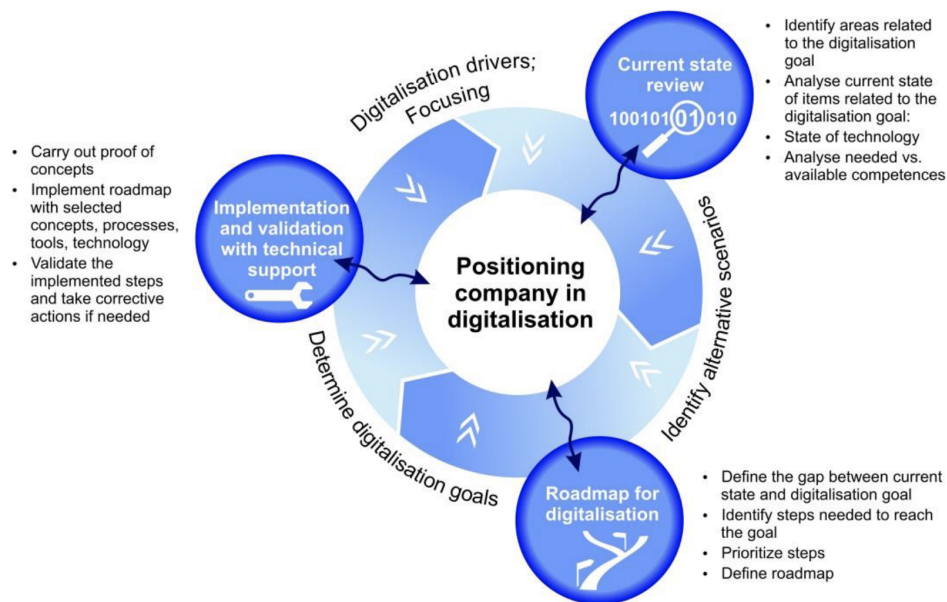 Digitalisation drivers;
Focusing
Current state
review
100101 01 010
• Identify areas related
to the digitalisation
goal
• Analyse current state
of items related to the
digitalisation goal:
• State of technology
• Analyse needed vs.
available competences
• Carry out proof of
concepts
• Implement roadmap
with selected
concepts, processes,
tools, technology
• Validate the
implemented steps
and take corrective
actions if needed
Implementation
and validation
with technical
support
Positioning
company in
digitalisation
Identify alternative scenarios
Determine digitalisation goals
Roadmap for
digitalisation
• Define the gap between current
state and digitalisation goal
• Identify steps needed to reach
the goal
• Prioritize steps
• Define roadmap